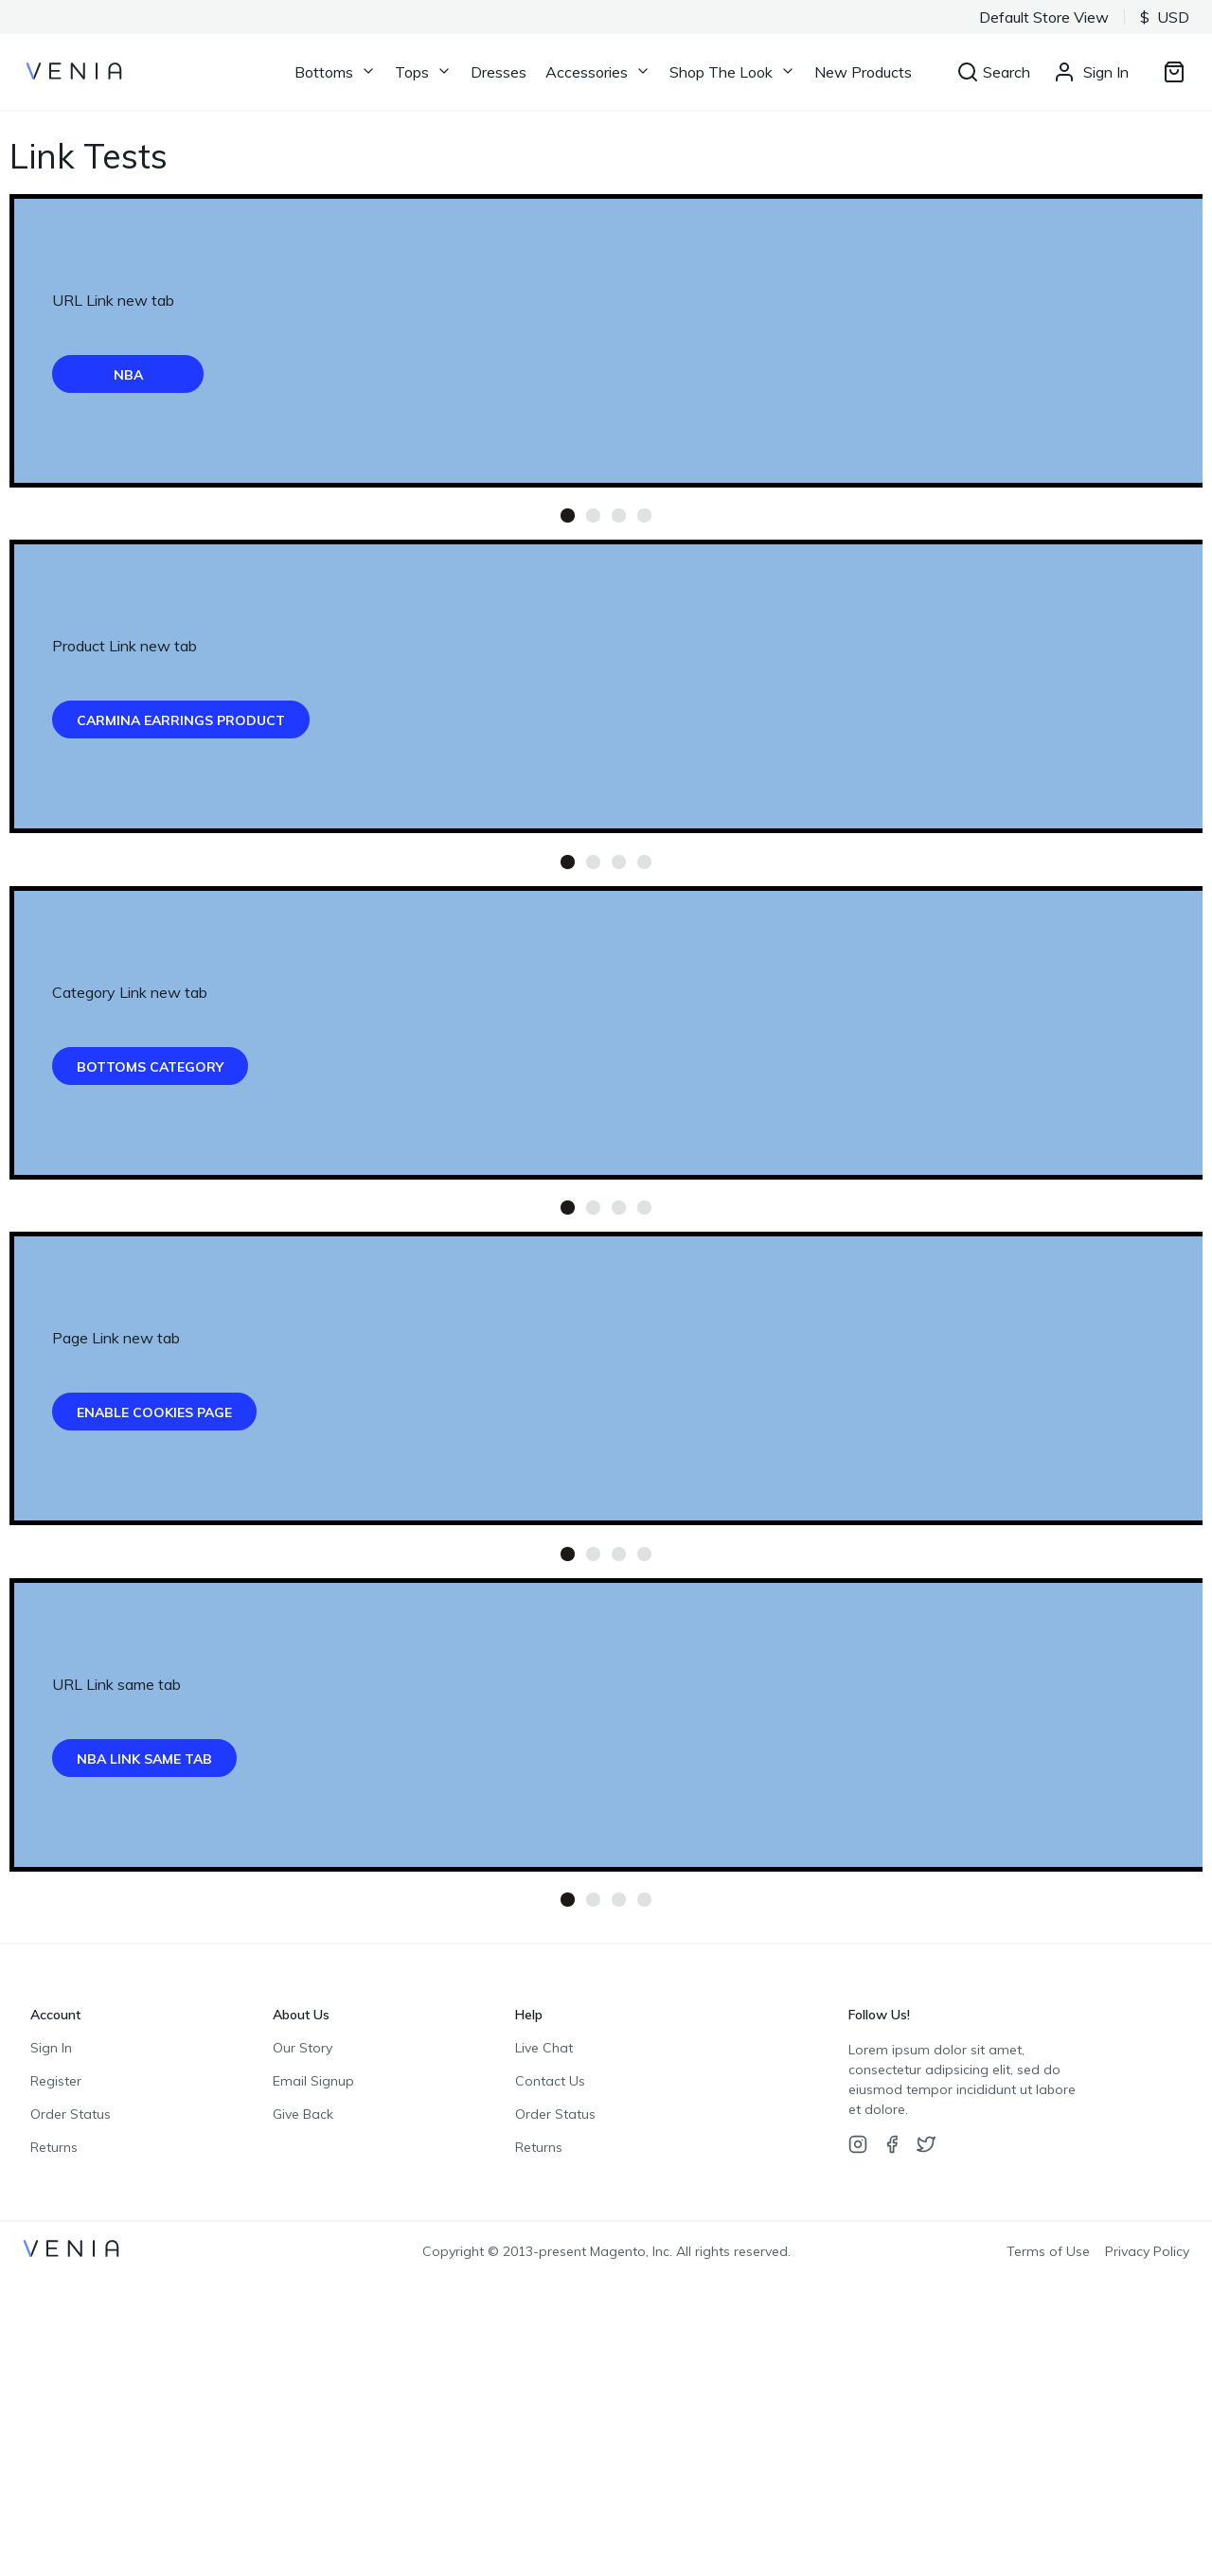 Default Store View $ USD
VENIA Bottoms Tops Dresses Accessories Shop The Look New Products Search Sign In
Link Tests
URL Link new tab
NBA
Product Link new tab
CARMINA EARRINGS PRODUCT
Category Link new tab
BOTTOMS CATEGORY
Page Link new tab
ENABLE COOKIES PAGE
URL Link same tab
NBA LINK SAME TAB
Account
Sign In
Register
Order Status
Returns
About Us
Our Story
Email Signup
Give Back
Help
Live Chat
Contact Us
Order Status
Returns
Follow Us!
Lorem ipsum dolor sit amet,
consectetur adipsicing elit, sed do
eiusmod tempor incididunt ut labore
et dolore.
VENIA Copyright © 2013-present Magento, Inc. All rights reserved. Terms of Use Privacy Policy